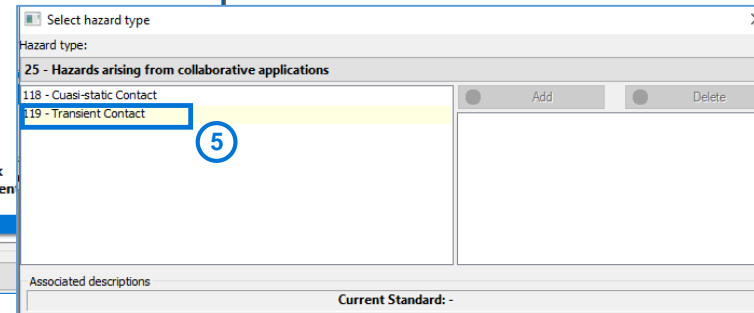 Select hazard type
Hazard type:
25 - Hazards arising from collaborative applications
118 - Cuasi-static Contact
119 - Transient Contact
Add
Delete
5
Associated descriptions
Current Standard: -